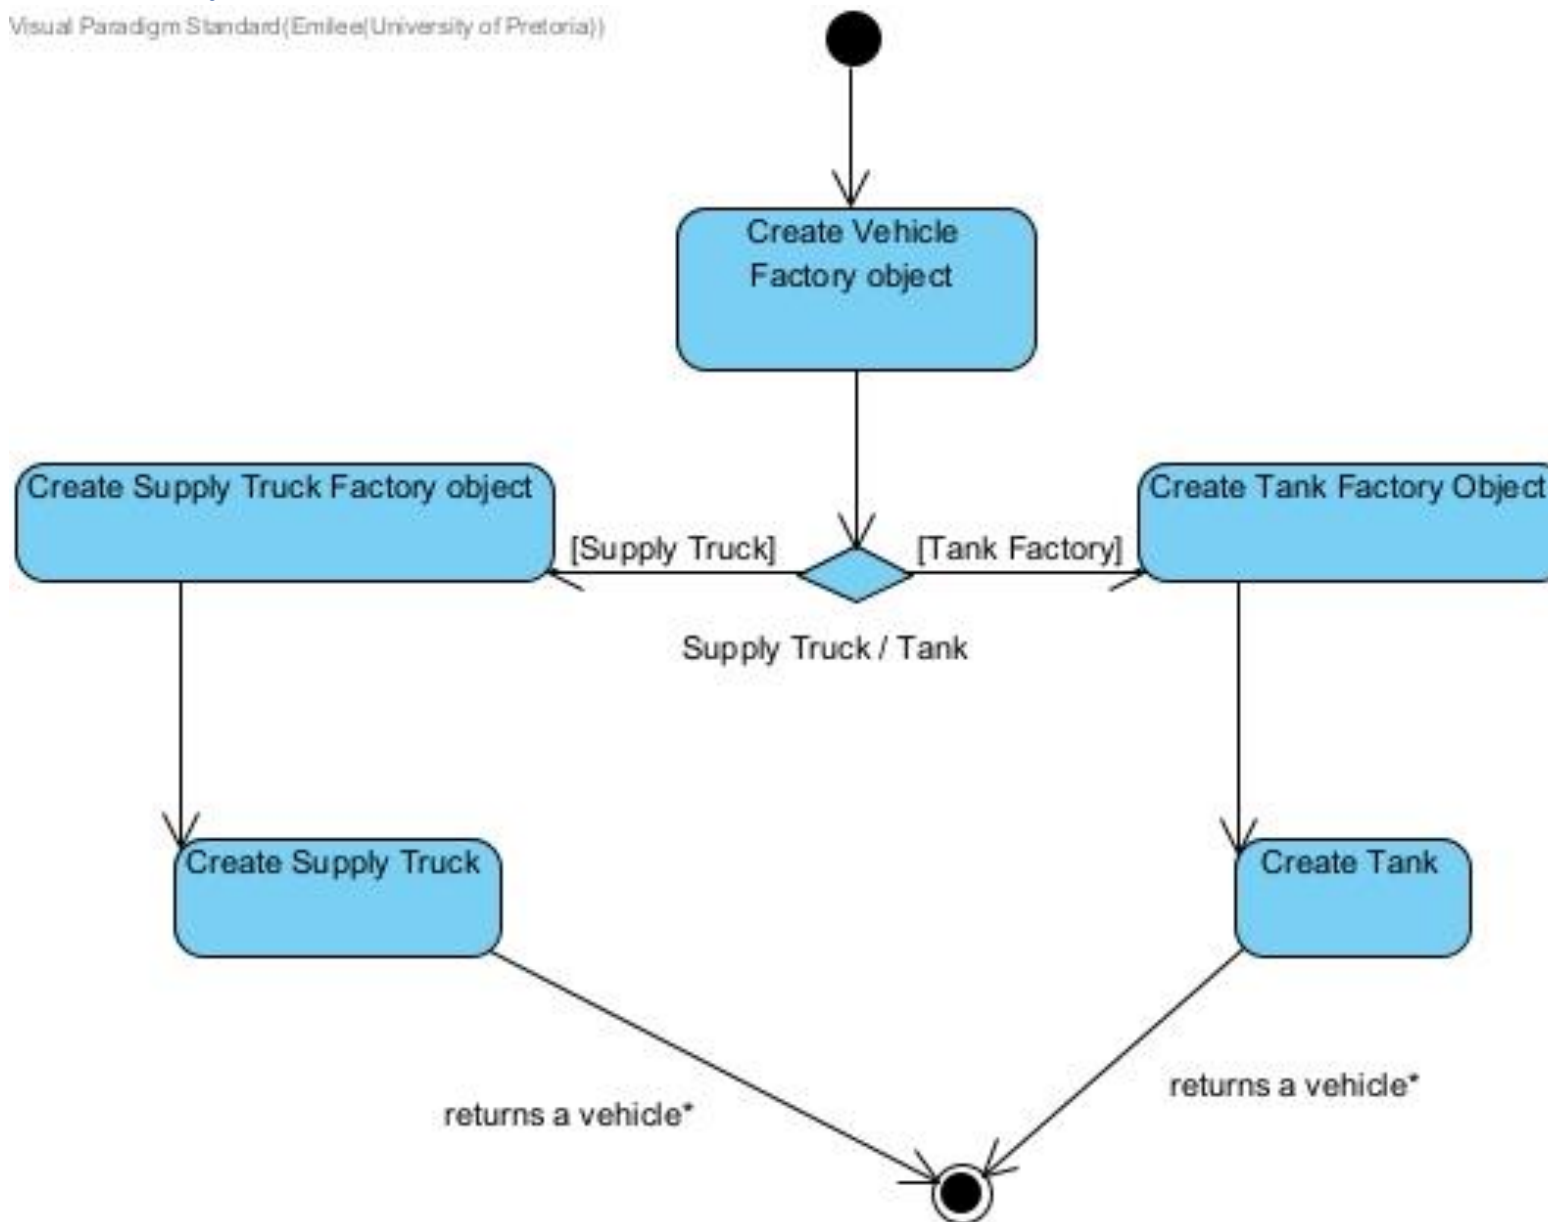 Visual Paradigm Standard(Emilee(University of Pretoria))
Create Vehicle
Factory object
Create Supply Truck Factory object
Create Tank Factory Object
[Supply Truck]
[Tank Factory]
Supply Truck / Tank
Create Supply Truck
Create Tank
returns a vehicle*
returns a vehicle*